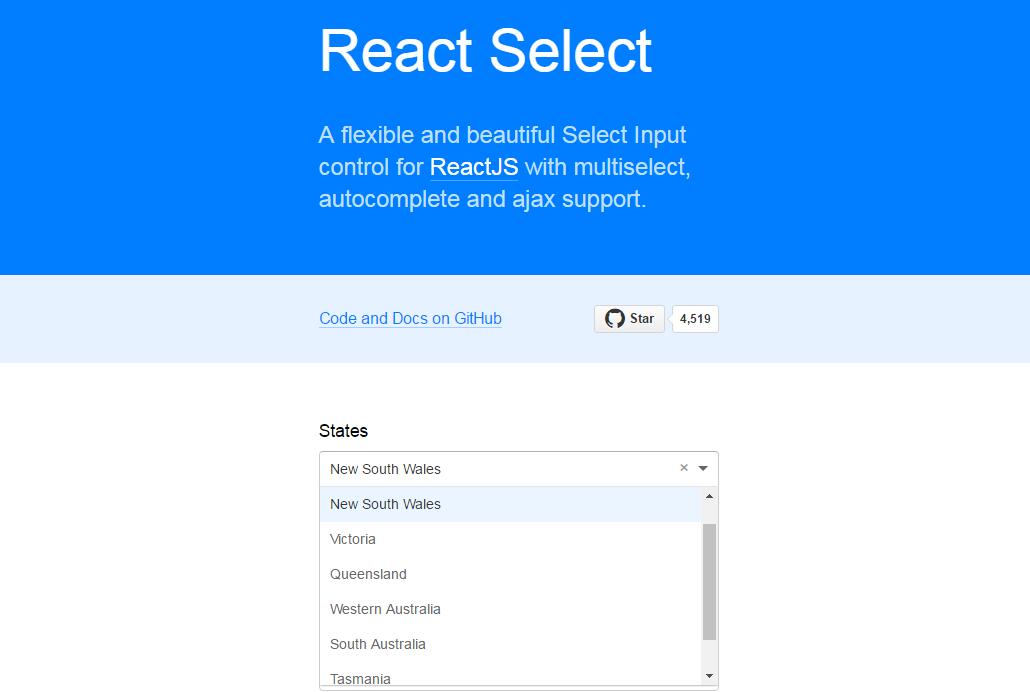 React Select
A flexible and beautiful Select Input
control for ReactJS with multiselect,
autocomplete and ajax support.
Code and Docs on GitHub
Star
4,519
States
New South Wales
New South Wales
Victoria
Queensland
Western Australia
South Australia
Tasmania